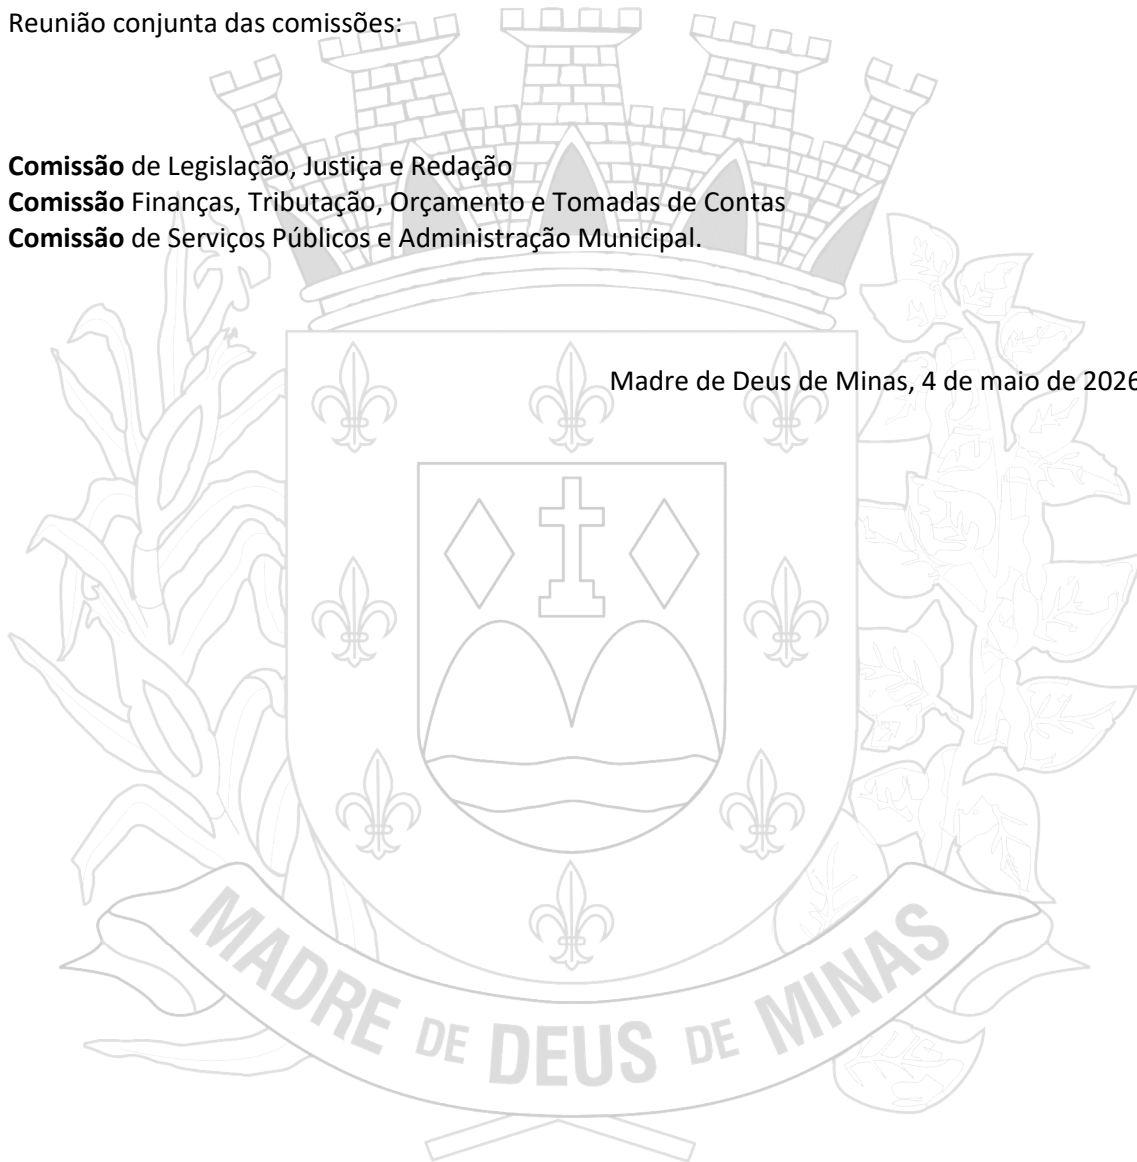 Reunião conjunta das comissões:
Comissão de Legislação, Justiça e Redação
Comissão Finanças, Tributação, Orçamento e Tomadas de Contas
Comissão de Serviços Públicos e Administração Municipal.
Madre de Deus de Minas, 4 de maio de 2026
MADRE DE DEUS DE MINAS